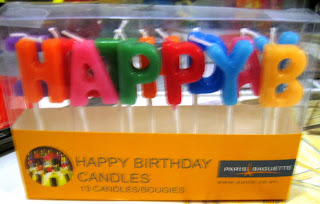 HAPPYB
HAPPY BIRTHDAY
CANDLES
13 CANDLES/BOUGIES
PARIS BAGUETTE